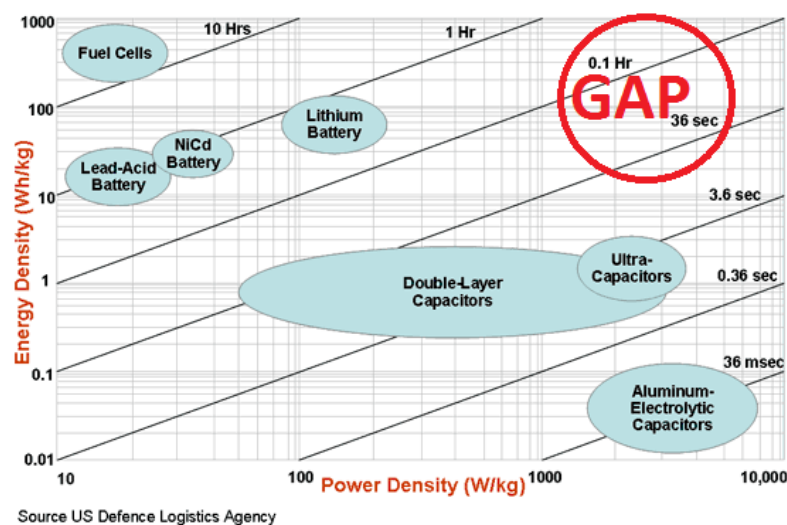 1000
100
10
1
0.1
0.01
Energy Density (Wh/kg)
Fuel Cells
10 Hrs
1 Hr
0.1 Hr
GAP
36 sec
Lithium
Battery
NiCd
Battery
Lead-Acid
Battery
3.6 sec
Ultra-
Capacitors
Double-Layer
Capacitors
0.36 sec
36 msec
Aluminum-
Electrolytic
Capacitors
10
100
1000
10,000
Power Density (W/kg)
Source US Defence Logistics Agency